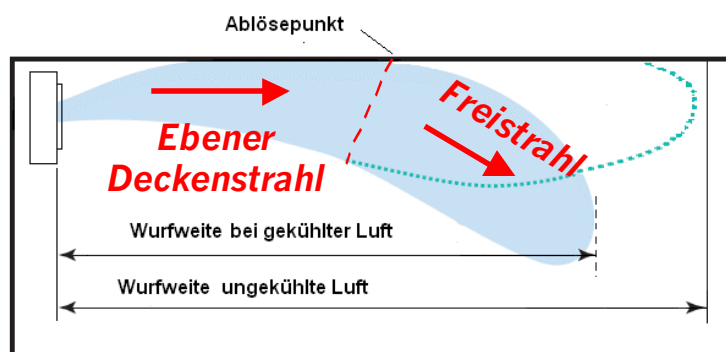 Ablösepunkt
Ebener
Deckenstrahl
Freistrahl
Wurfweite bei gekühlter Luft
Wurfweite ungekühlte Luft